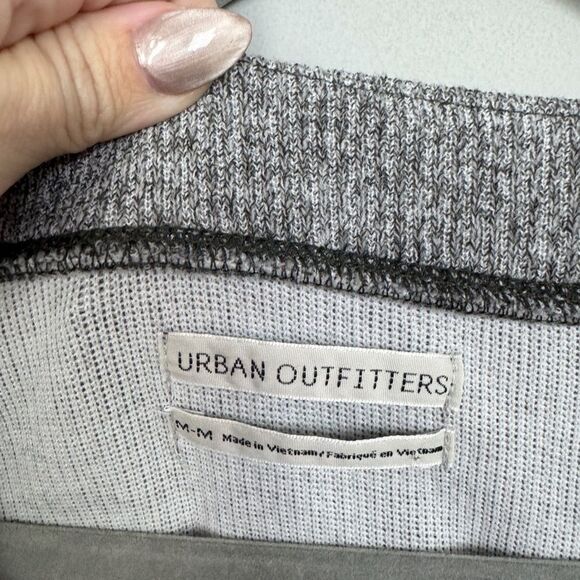 URBAN OUTFITTERS
M-M Made in Vietnam / Fabriqué en Vietnam